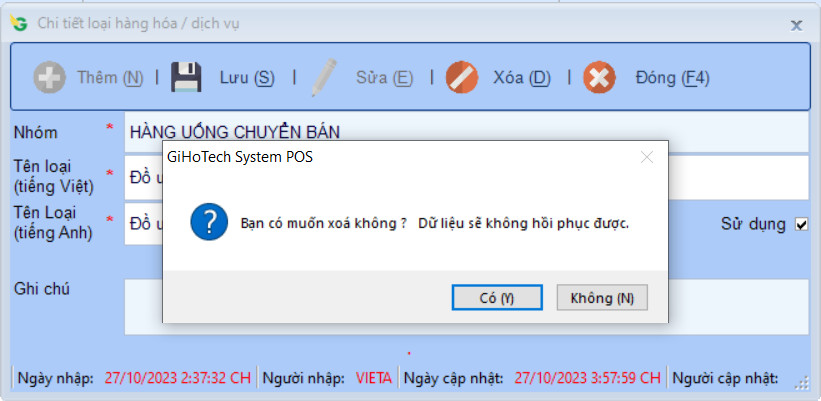 Chi tiết loại hàng hóa / dịch vụ
Thêm (N) | Lưu (S) | Sửa (E) | Xóa (D) | Đóng (F4)
Nhóm * HÀNG UỐNG CHUYỂN BÁN
GiHoTech System POS
Tên loại
(tiếng Việt) * Đồ u
Tên Loại
(tiếng Anh) * Đồ u
Bạn có muốn xoá không ? Dữ liệu sẽ không hồi phục được.
Sử dụng
Ghi chú
Có (Y) Không (N)
Ngày nhập: 27/10/2023 2:37:32 CH Người nhập: VIETA Ngày cập nhật: 27/10/2023 3:57:59 CH Người cập nhật: